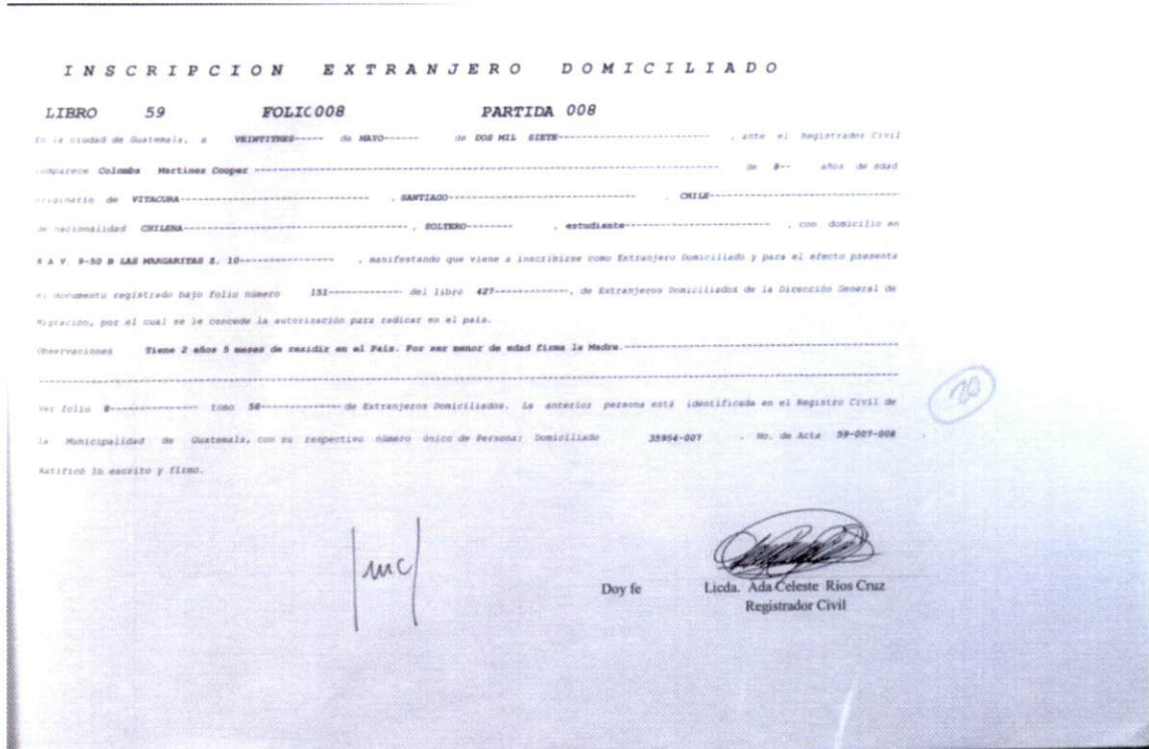 INSCRIPCION EXTRANJERO DOMICILIADO
LIBRO 59 FOLIO 008 PARTIDA 008
En la ciudad de Guatemala, a VEINTITRES----- de MAYO------ de DOS MIL SIETE-------------------------- , ante el Registrador Civil
comparece Colomba Martinez Cooper -------------------------------------------------------------------------------- de 8-- años de edad
originario de VITACURA------------------------------------ , SANTIAGO------------------------------- , CHILE--------------------------------
de nacionalidad CHILENA-------------------------------------- , SOLTERO-------- , estudiante------------------------- , con domicilio en
8 A V. 9-50 B LAS MARGARITAS Z. 10---------------- , manifestando que viene a inscribirse como Extranjero Domiciliado y para el efecto presenta
el documento registrado bajo folio número 151------------- del libro 427-------------, de Extranjeros Domiciliados de la Dirección General de
Migración, por el cual se le concede la autorización para radicar en el país.
Observaciones Tiene 2 años 5 meses de residir en el País. Por ser menor de edad firma la Madre.-----------------------------------------------
Ver folio 8-------------- tomo 58------------- de Extranjeros Domiciliados. La anterior persona está identificada en el Registro Civil de
la Municipalidad de Guatemala, con su respectivo número único de Persona: Domiciliado 35954-007 . No. de Acta 59-007-008 .
Ratificó lo escrito y firmo.
20
mc
Doy fe Licda. Ada Celeste Ríos Cruz
Registrador Civil